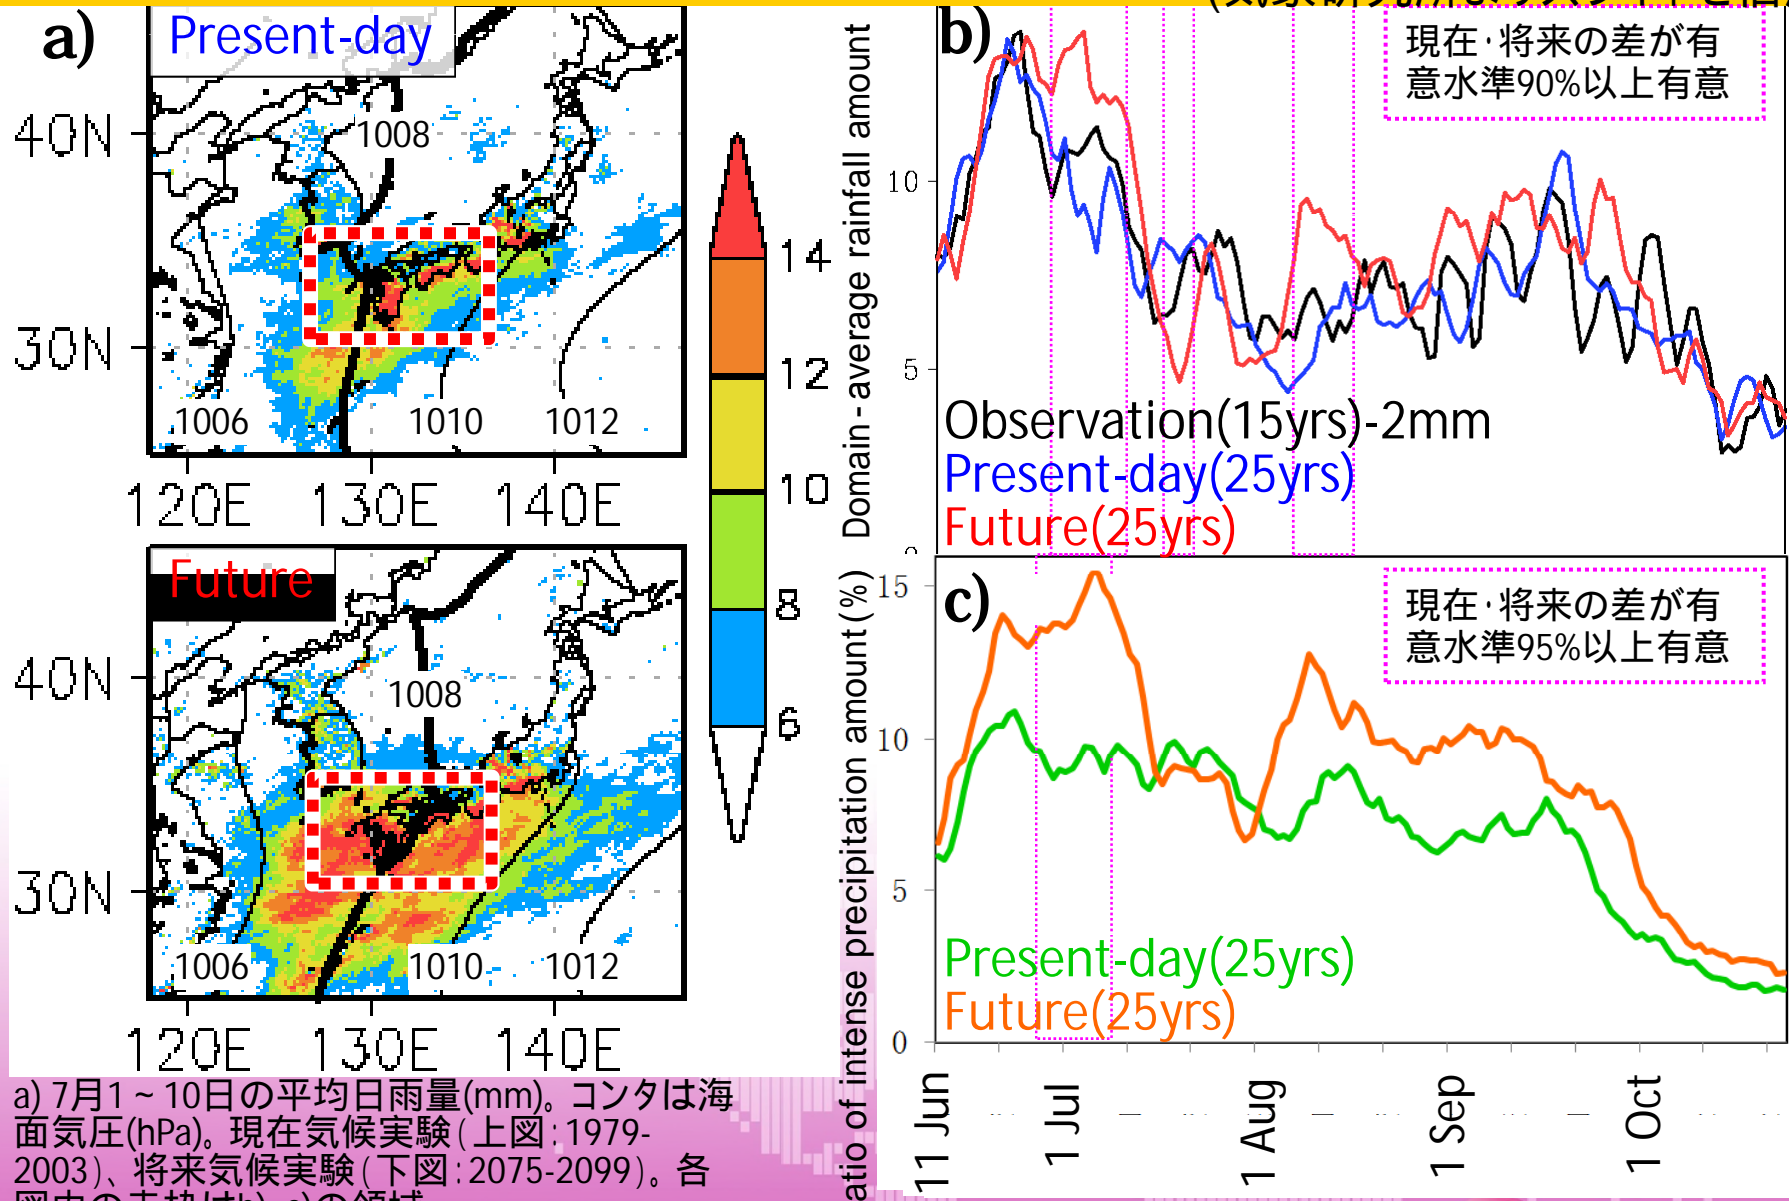 (気象研究所
a)
Present-day
40N
30N
1008
1006
1010
1012
120E
130E
140E
Future
40N
30N
1008
1006
1010
1012
120E
130E
140E
14
12
10
8
6
a) 7月1~10日の平均日雨量(mm)。コンタは海
面気圧(hPa)。現在気候実験(上図:1979-
2003)、将来気候実験(下図:2075-2099)。各
b)
Domain-average rainfall amount
10
5
0
現在・将来の差が有
意水準90%以上有意
Observation(15yrs)-2mm
Present-day(25yrs)
Future(25yrs)
c)
of intense precipitation amount(%)
15
10
5
0
現在・将来の差が有
意水準95%以上有意
Present-day(25yrs)
Future(25yrs)
11 Jun
1 Jul
1 Aug
1 Sep
1 Oct